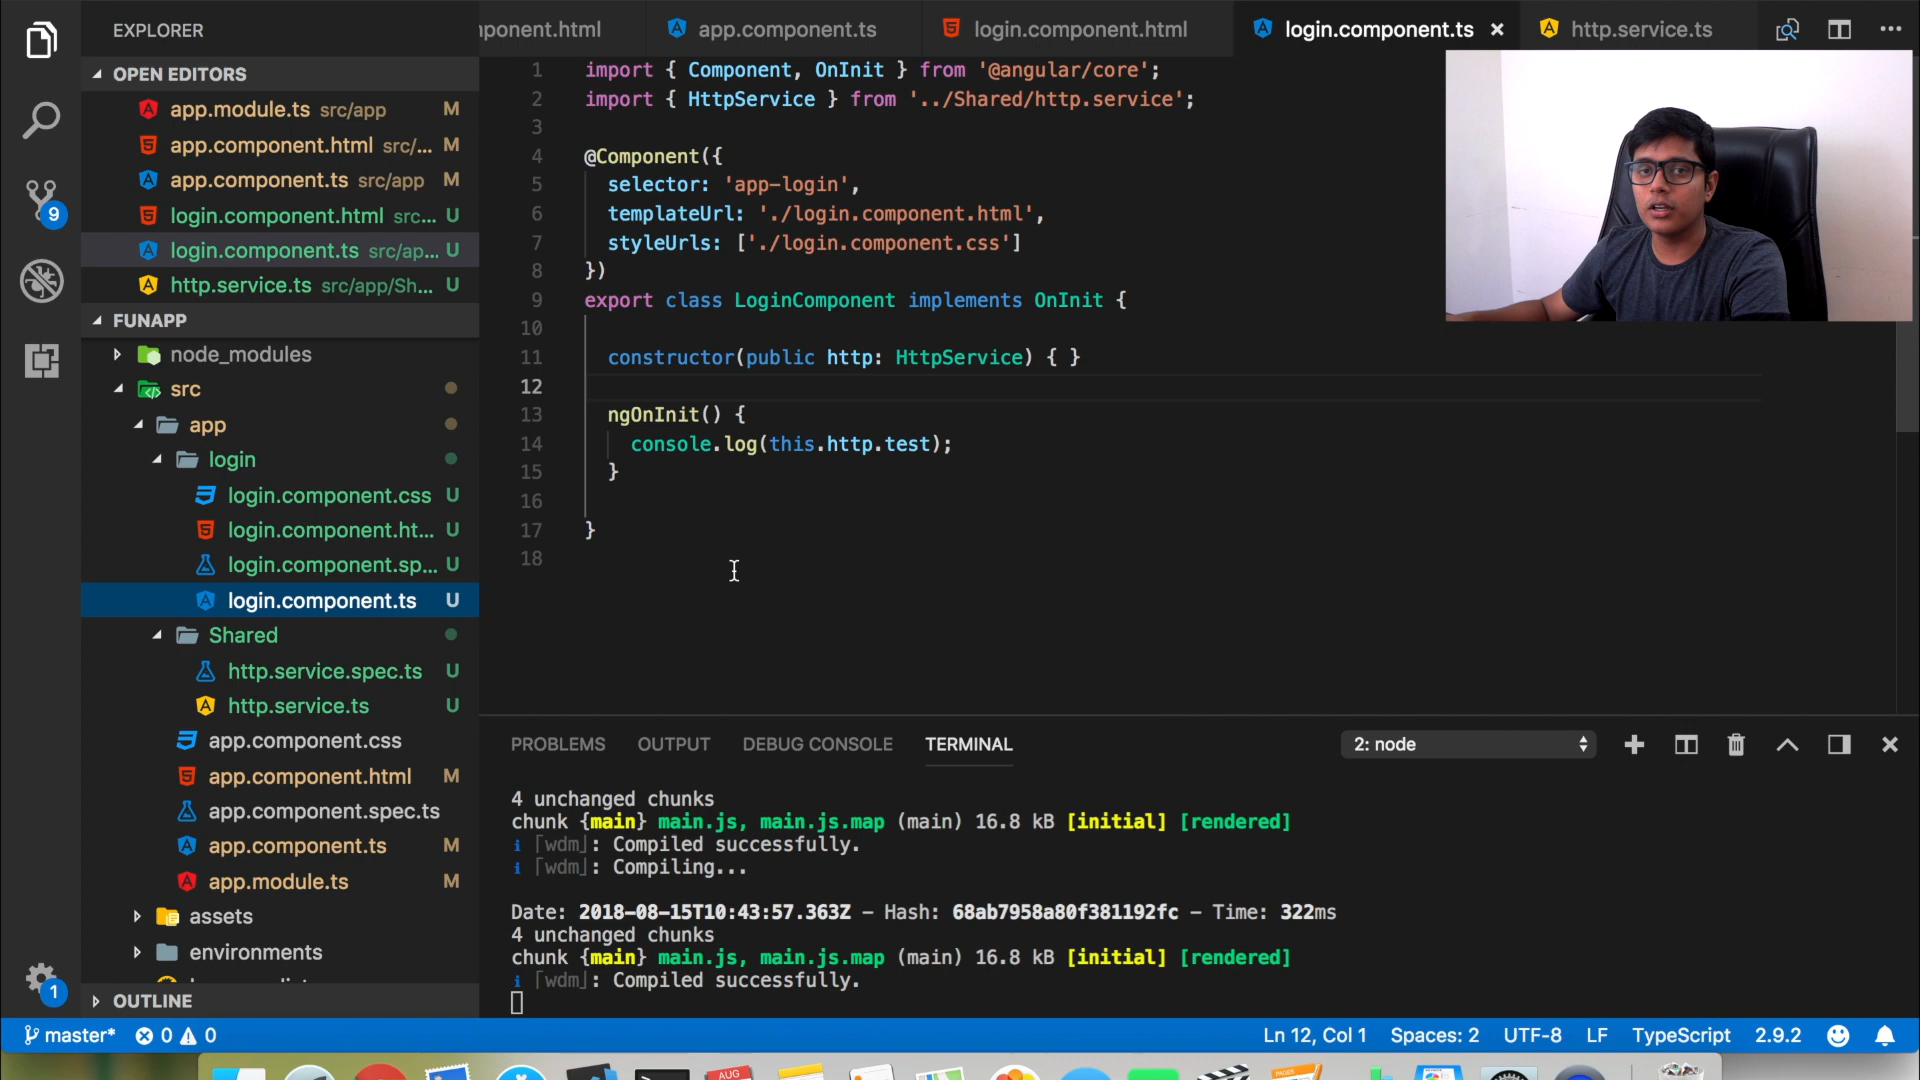 EXPLORER
OPEN EDITORS
app.module.ts src/app M
app.component.html src/... M
app.component.ts src/app M
login.component.html src... U
login.component.ts src/ap... U
http.service.ts src/app/Sh... U
9
FUNAPP
node_modules
src
app
login
login.component.css U
login.component.ht... U
login.component.sp... U
login.component.ts U
Shared
http.service.spec.ts U
http.service.ts U
app.component.css
app.component.html M
app.component.spec.ts
app.component.ts M
app.module.ts M
assets
environments
OUTLINE
1
mponent.html app.component.ts login.component.html login.component.ts http.service.ts
1 import { Component, OnInit } from '@angular/core';
2 import { HttpService } from '../Shared/http.service';
3
4 @Component({
5 selector: 'app-login',
6 templateUrl: './login.component.html',
7 styleUrls: ['./login.component.css']
8 })
9 export class LoginComponent implements OnInit {
10
11 constructor(public http: HttpService) { }
12
13 ngOnInit() {
14 console.log(this.http.test);
15 }
16
17 }
18
PROBLEMS OUTPUT DEBUG CONSOLE TERMINAL 2: node
4 unchanged chunks
chunk {main} main.js, main.js.map (main) 16.8 kB [initial] [rendered]
i ｢wdm｣: Compiled successfully.
i ｢wdm｣: Compiling...
Date: 2018-08-15T10:43:57.363Z - Hash: 68ab7958a80f381192fc - Time: 322ms
4 unchanged chunks
chunk {main} main.js, main.js.map (main) 16.8 kB [initial] [rendered]
i ｢wdm｣: Compiled successfully.
master* 0 0 Ln 12, Col 1 Spaces: 2 UTF-8 LF TypeScript 2.9.2
AUG
PAGES